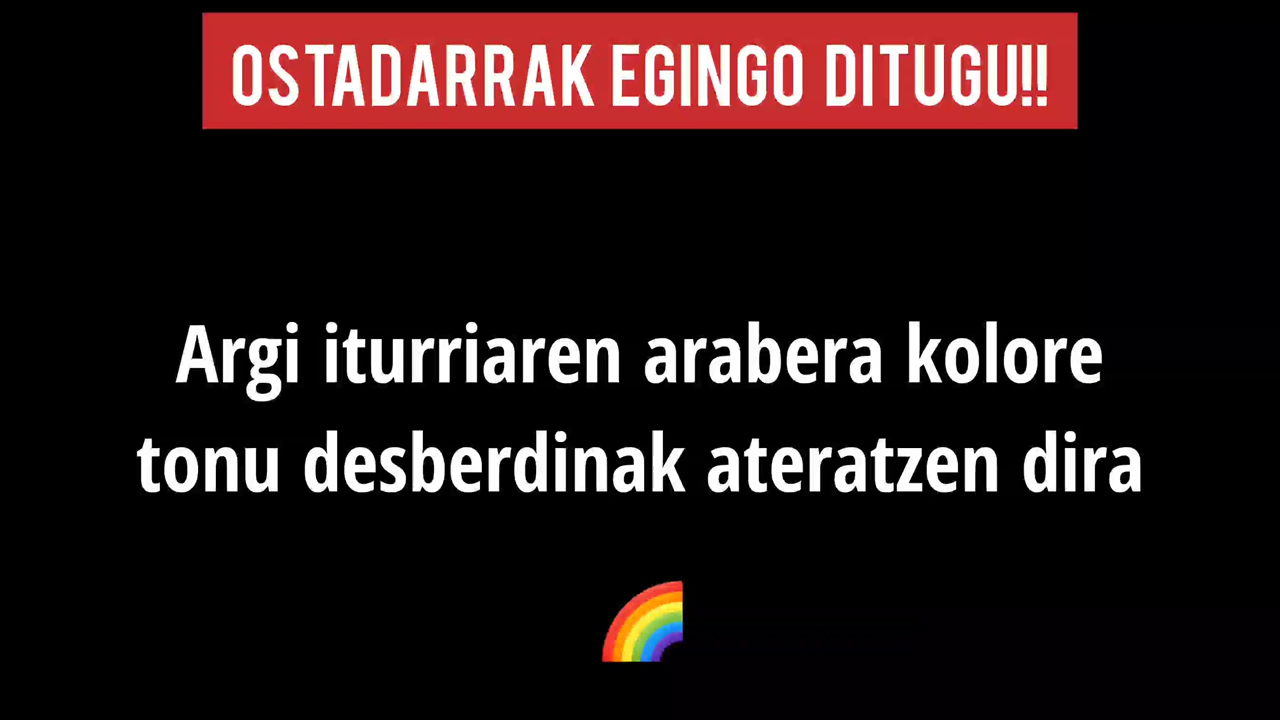 OSTADARRAK EGINGO DITUGU!!
Argi iturriaren arabera kolore
tonu desberdinak ateratzen dira